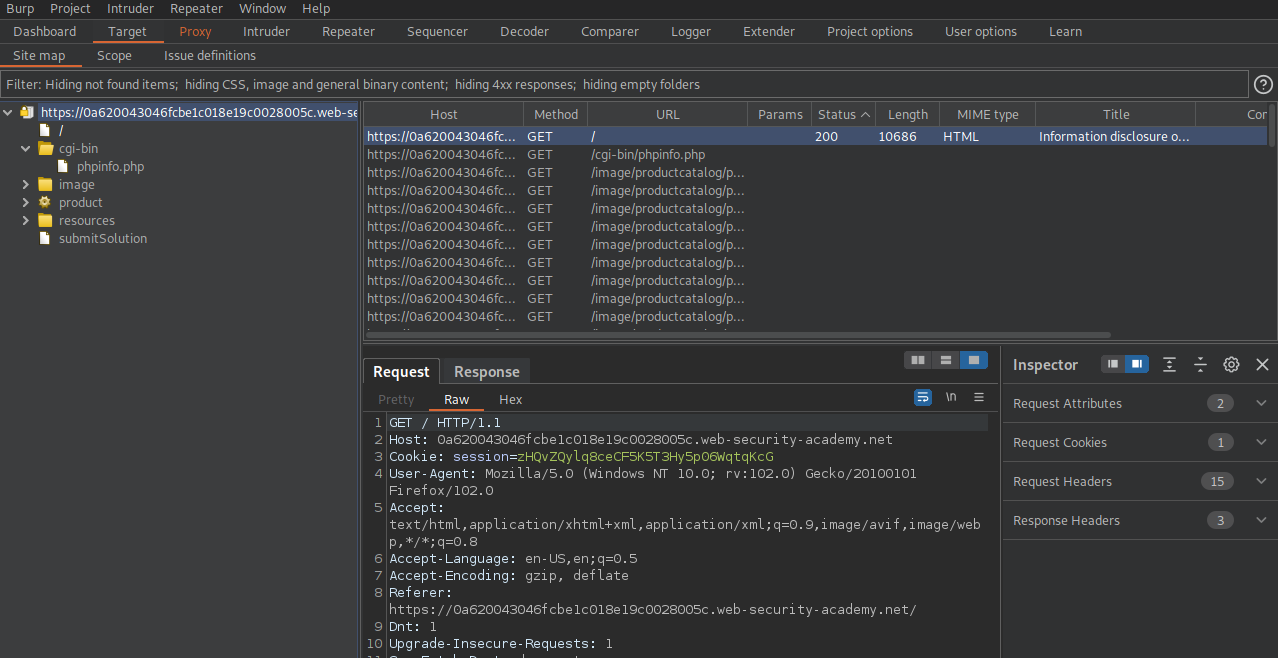 Burp Project Intruder Repeater Window Help
Dashboard Target Proxy Intruder Repeater Sequencer Decoder Comparer Logger Extender Project options User options Learn
Site map Scope Issue definitions
Filter: Hiding not found items; hiding CSS, image and general binary content; hiding 4xx responses; hiding empty folders
https://0a620043046fcbe1c018e19c0028005c.web-se
/
cgi-bin
phpinfo.php
image
product
resources
submitSolution
Host Method URL Params Status Length MIME type Title Cor
https://0a620043046fc... GET / 200 10686 HTML Information disclosure o...
https://0a620043046fc... GET /cgi-bin/phpinfo.php
https://0a620043046fc... GET /image/productcatalog/p...
https://0a620043046fc... GET /image/productcatalog/p...
https://0a620043046fc... GET /image/productcatalog/p...
https://0a620043046fc... GET /image/productcatalog/p...
https://0a620043046fc... GET /image/productcatalog/p...
https://0a620043046fc... GET /image/productcatalog/p...
https://0a620043046fc... GET /image/productcatalog/p...
https://0a620043046fc... GET /image/productcatalog/p...
https://0a620043046fc... GET /image/productcatalog/p...
Request Response
Pretty Raw Hex \n
1 GET / HTTP/1.1
2 Host: 0a620043046fcbe1c018e19c0028005c.web-security-academy.net
3 Cookie: session=zHQvZQylq8ceCF5K5T3Hy5pO6WqtqKcG
4 User-Agent: Mozilla/5.0 (Windows NT 10.0; rv:102.0) Gecko/20100101
Firefox/102.0
5 Accept:
text/html,application/xhtml+xml,application/xml;q=0.9,image/avif,image/web
p,*/*;q=0.8
6 Accept-Language: en-US,en;q=0.5
7 Accept-Encoding: gzip, deflate
8 Referer:
https://0a620043046fcbe1c018e19c0028005c.web-security-academy.net/
9 Dnt: 1
10 Upgrade-Insecure-Requests: 1
Inspector
Request Attributes 2
Request Cookies 1
Request Headers 15
Response Headers 3